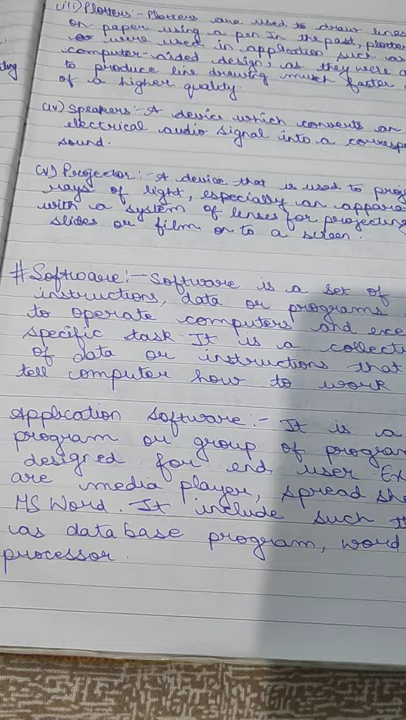 (iii) Plotters:- Plotters are used to draw lines
on paper using a pen. In the past, plotter
were used in application such as
computer-aided design as they were a
to produce line drawing much faster
of a higher quality.
(iv) Speakers:- A device which converts an
electrical audio signal into a corresp
sound.
(v) Projector:- A device that is used to proj
rays of light, especially an appara
with a system of lenses for projecting
slides or film on to a screen.
#Software:- Software is a set of
instructions, data or programs
to operate computers and exe
specific task. It is a collecti
of data or instructions that
tell computer how to work
Application Software:- It is a
program or group of program
designed for end user Ex
are media player, spread she
MS Word. It include such th
as database program, word
processor.